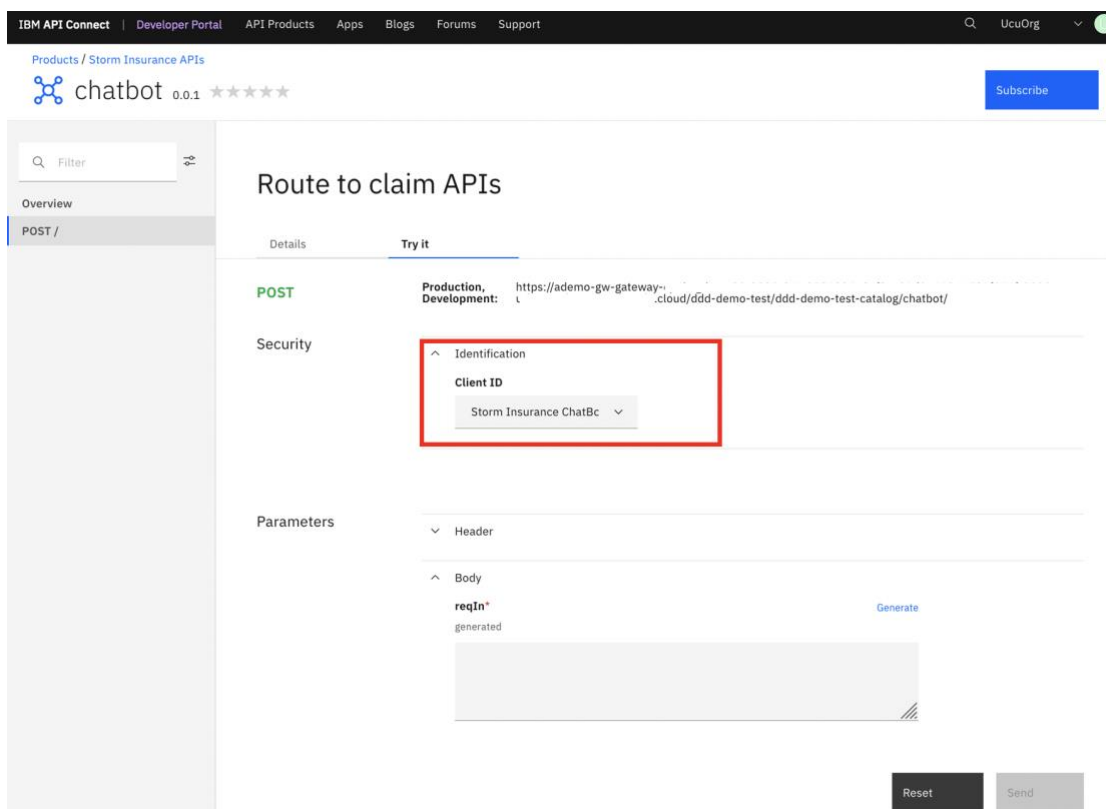 IBM API Connect | Developer Portal API Products Apps Blogs Forums Support UcuOrg
Products / Storm Insurance APIs
chatbot 0.0.1
Subscribe
Filter
Overview
POST /
Route to claim APIs
Details Try it
POST
Production, Development:
https://ademo-gw-gateway-
.cloud/ddd-demo-test/ddd-demo-test-catalog/chatbot/
Security
Identification
Client ID
Storm Insurance ChatBo
Parameters
Header
Body
reqIn*
Generate
generated
Reset
Send